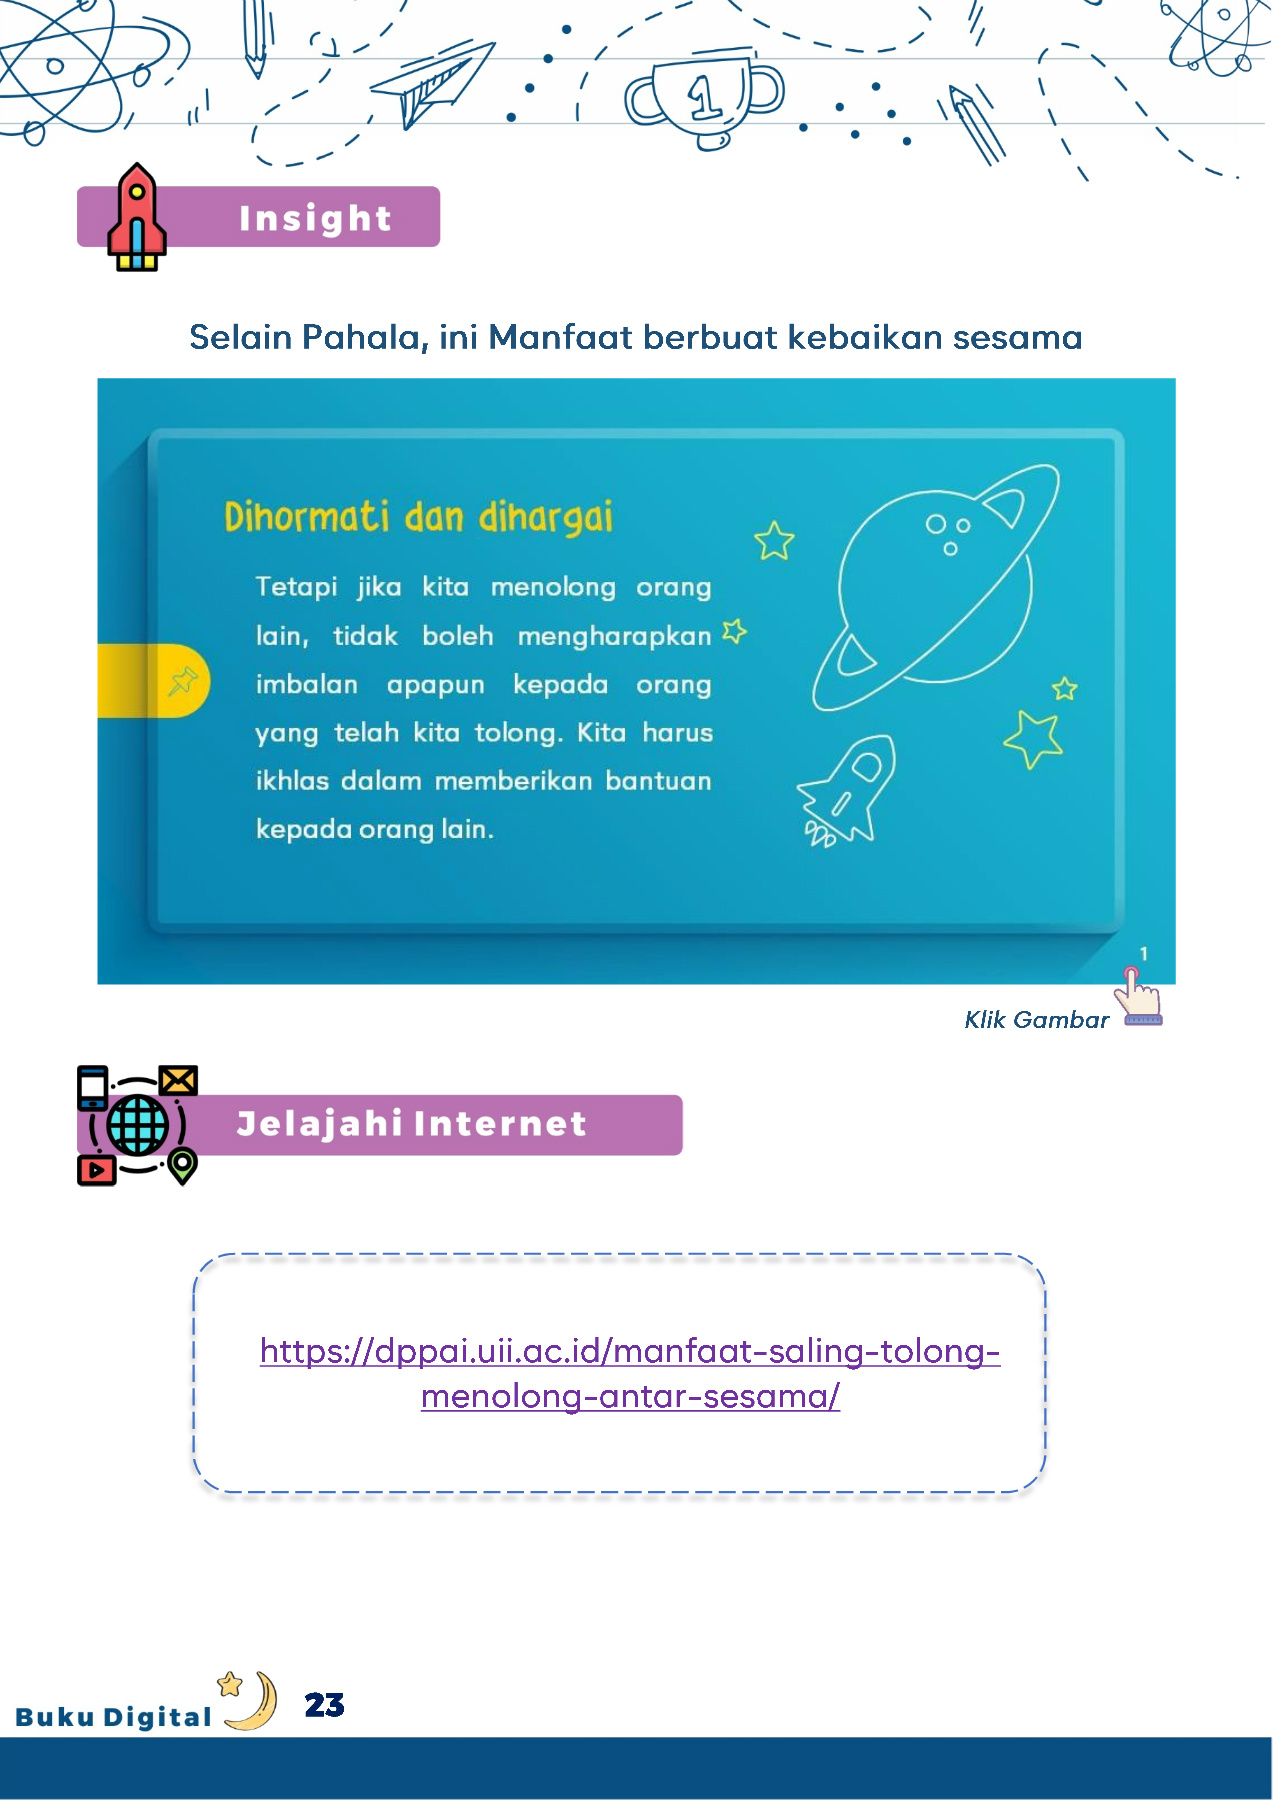 1
Insight
Selain Pahala, ini Manfaat berbuat kebaikan sesama
Dihormati dan dihargai
Tetapi jika kita menolong orang
lain, tidak boleh mengharapkan
imbalan apapun kepada orang
yang telah kita tolong. Kita harus
ikhlas dalam memberikan bantuan
kepada orang lain.
1
Klik Gambar
Jelajahi Internet
https://dppai.uii.ac.id/manfaat-saling-tolong-
menolong-antar-sesama/
Buku Digital
23